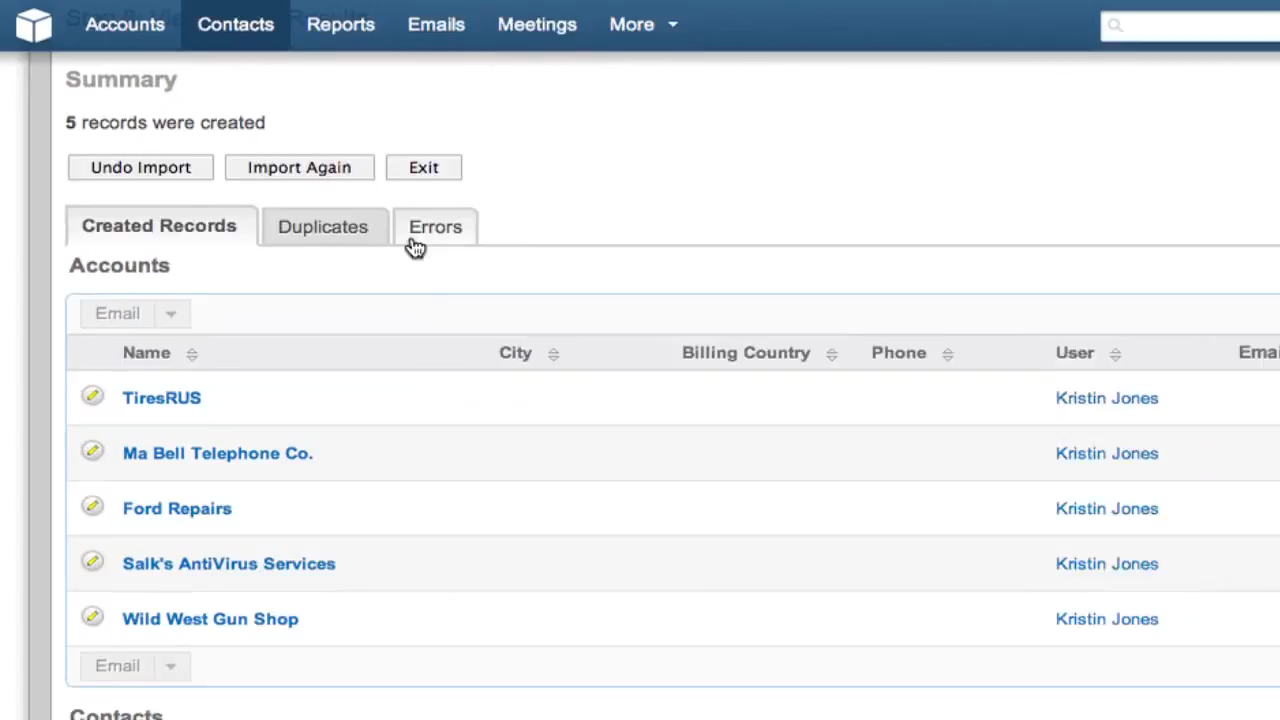 Accounts Contacts Reports Emails Meetings More
Summary
5 records were created
Undo Import Import Again Exit
Created Records Duplicates Errors
Accounts
Email
Name City Billing Country Phone User Emai
TiresRUS Kristin Jones
Ma Bell Telephone Co. Kristin Jones
Ford Repairs Kristin Jones
Salk's AntiVirus Services Kristin Jones
Wild West Gun Shop Kristin Jones
Email
Contacts